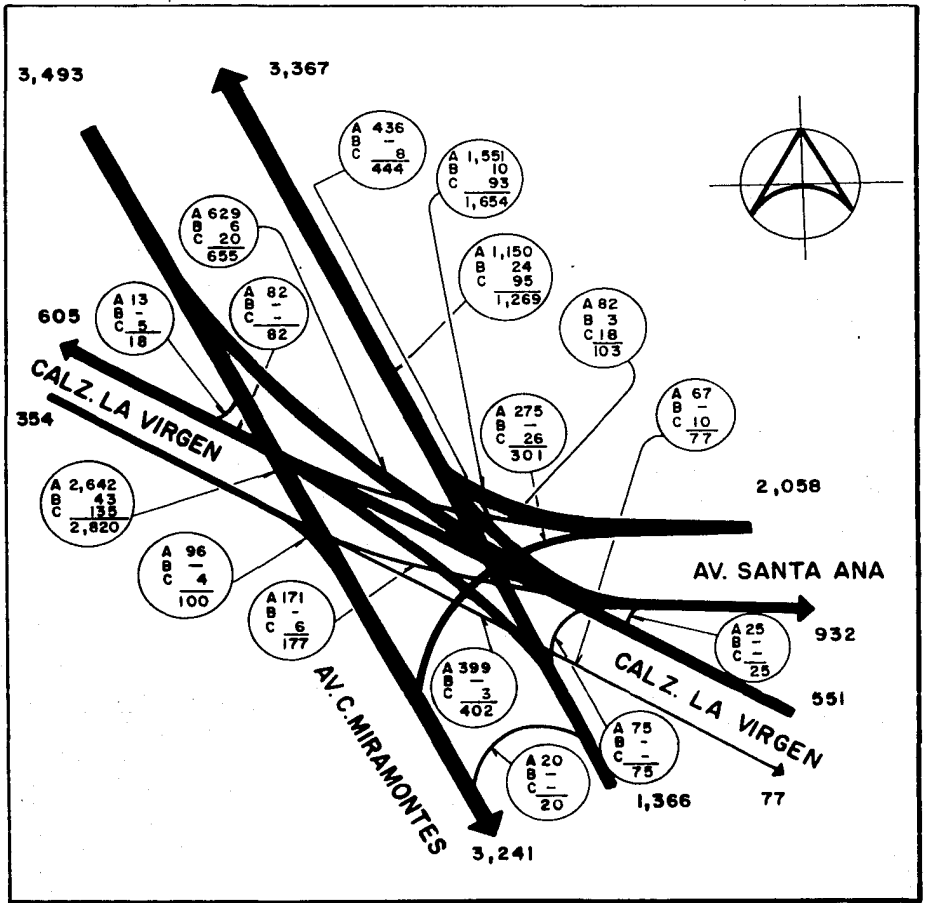 3,493
3,367
A 436
B -
C 8
444
A 1,551
B 10
C 93
1,654
A 629
B 6
C 20
655
A 1,150
B 24
C 95
1,269
A 82
B -
C -
82
A 13
B -
C 5
18
A 82
B 3
C 18
103
605
CALZ. LA VIRGEN
354
A 275
B -
C 26
301
A 67
B -
C 10
77
A 2,642
B 43
C 135
2,820
2,058
AV. SANTA ANA
A 96
B -
C 4
100
A 171
B -
C 6
177
932
A 25
B -
C -
25
A 399
B -
C 3
402
CALZ. LA VIRGEN
551
AV. C. MIRAMONTES
A 75
B -
C -
75
A 20
B -
C -
20
1,366
77
3,241